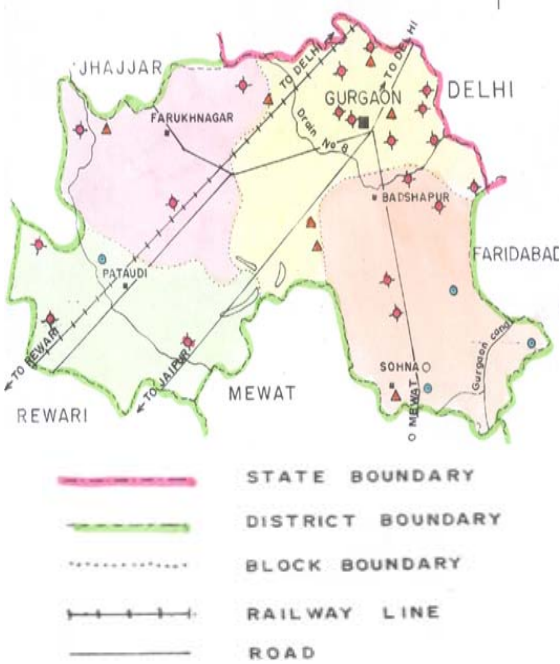 JHAJJAR
TO DELHI
TO DELHI
DELHI
GURGAON
FARUKHNAGAR
Drain No 8
BADSHAPUR
FARIDABAD
PATAUDI
TO REWARI
TO JAIPUR
SOHNA
Gurgaon canal
MEWAT
MEWAT
REWARI
STATE BOUNDARY
DISTRICT BOUNDARY
BLOCK BOUNDARY
RAILWAY LINE
ROAD